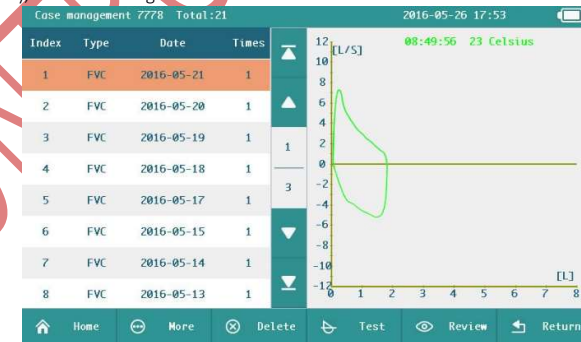 Case management 7778 Total:21 2016-05-26 17:53
Index Type Date Times
1 FVC 2016-05-21 1
2 FVC 2016-05-20 1
3 FVC 2016-05-19 1
4 FVC 2016-05-18 1
5 FVC 2016-05-17 1
6 FVC 2016-05-15 1
7 FVC 2016-05-14 1
8 FVC 2016-05-13 1
1
3
[L/S]
08:49:56 23 Celsius
12
10
8
6
4
2
0
-2
-4
-6
-8
-10
-12
[L]
0 1 2 3 4 5 6 7 8
Home More Delete Test Review Return